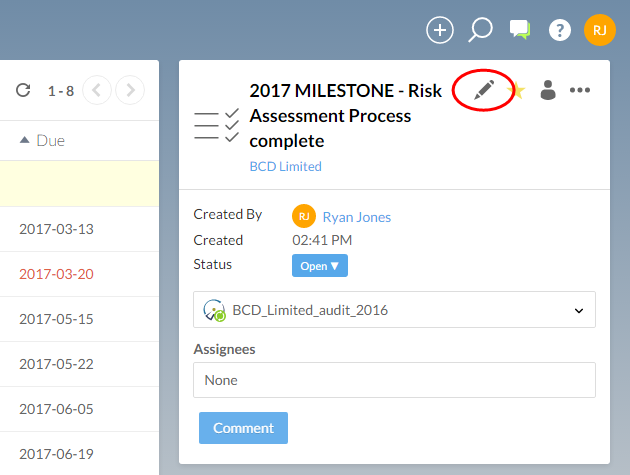 RJ
1 - 8
Due
2017-03-13
2017-03-20
2017-05-15
2017-05-22
2017-06-05
2017-06-19
2017 MILESTONE - Risk
Assessment Process
complete
BCD Limited
Created By RJ Ryan Jones
Created 02:41 PM
Status Open ▼
BCD_Limited_audit_2016
Assignees
None
Comment